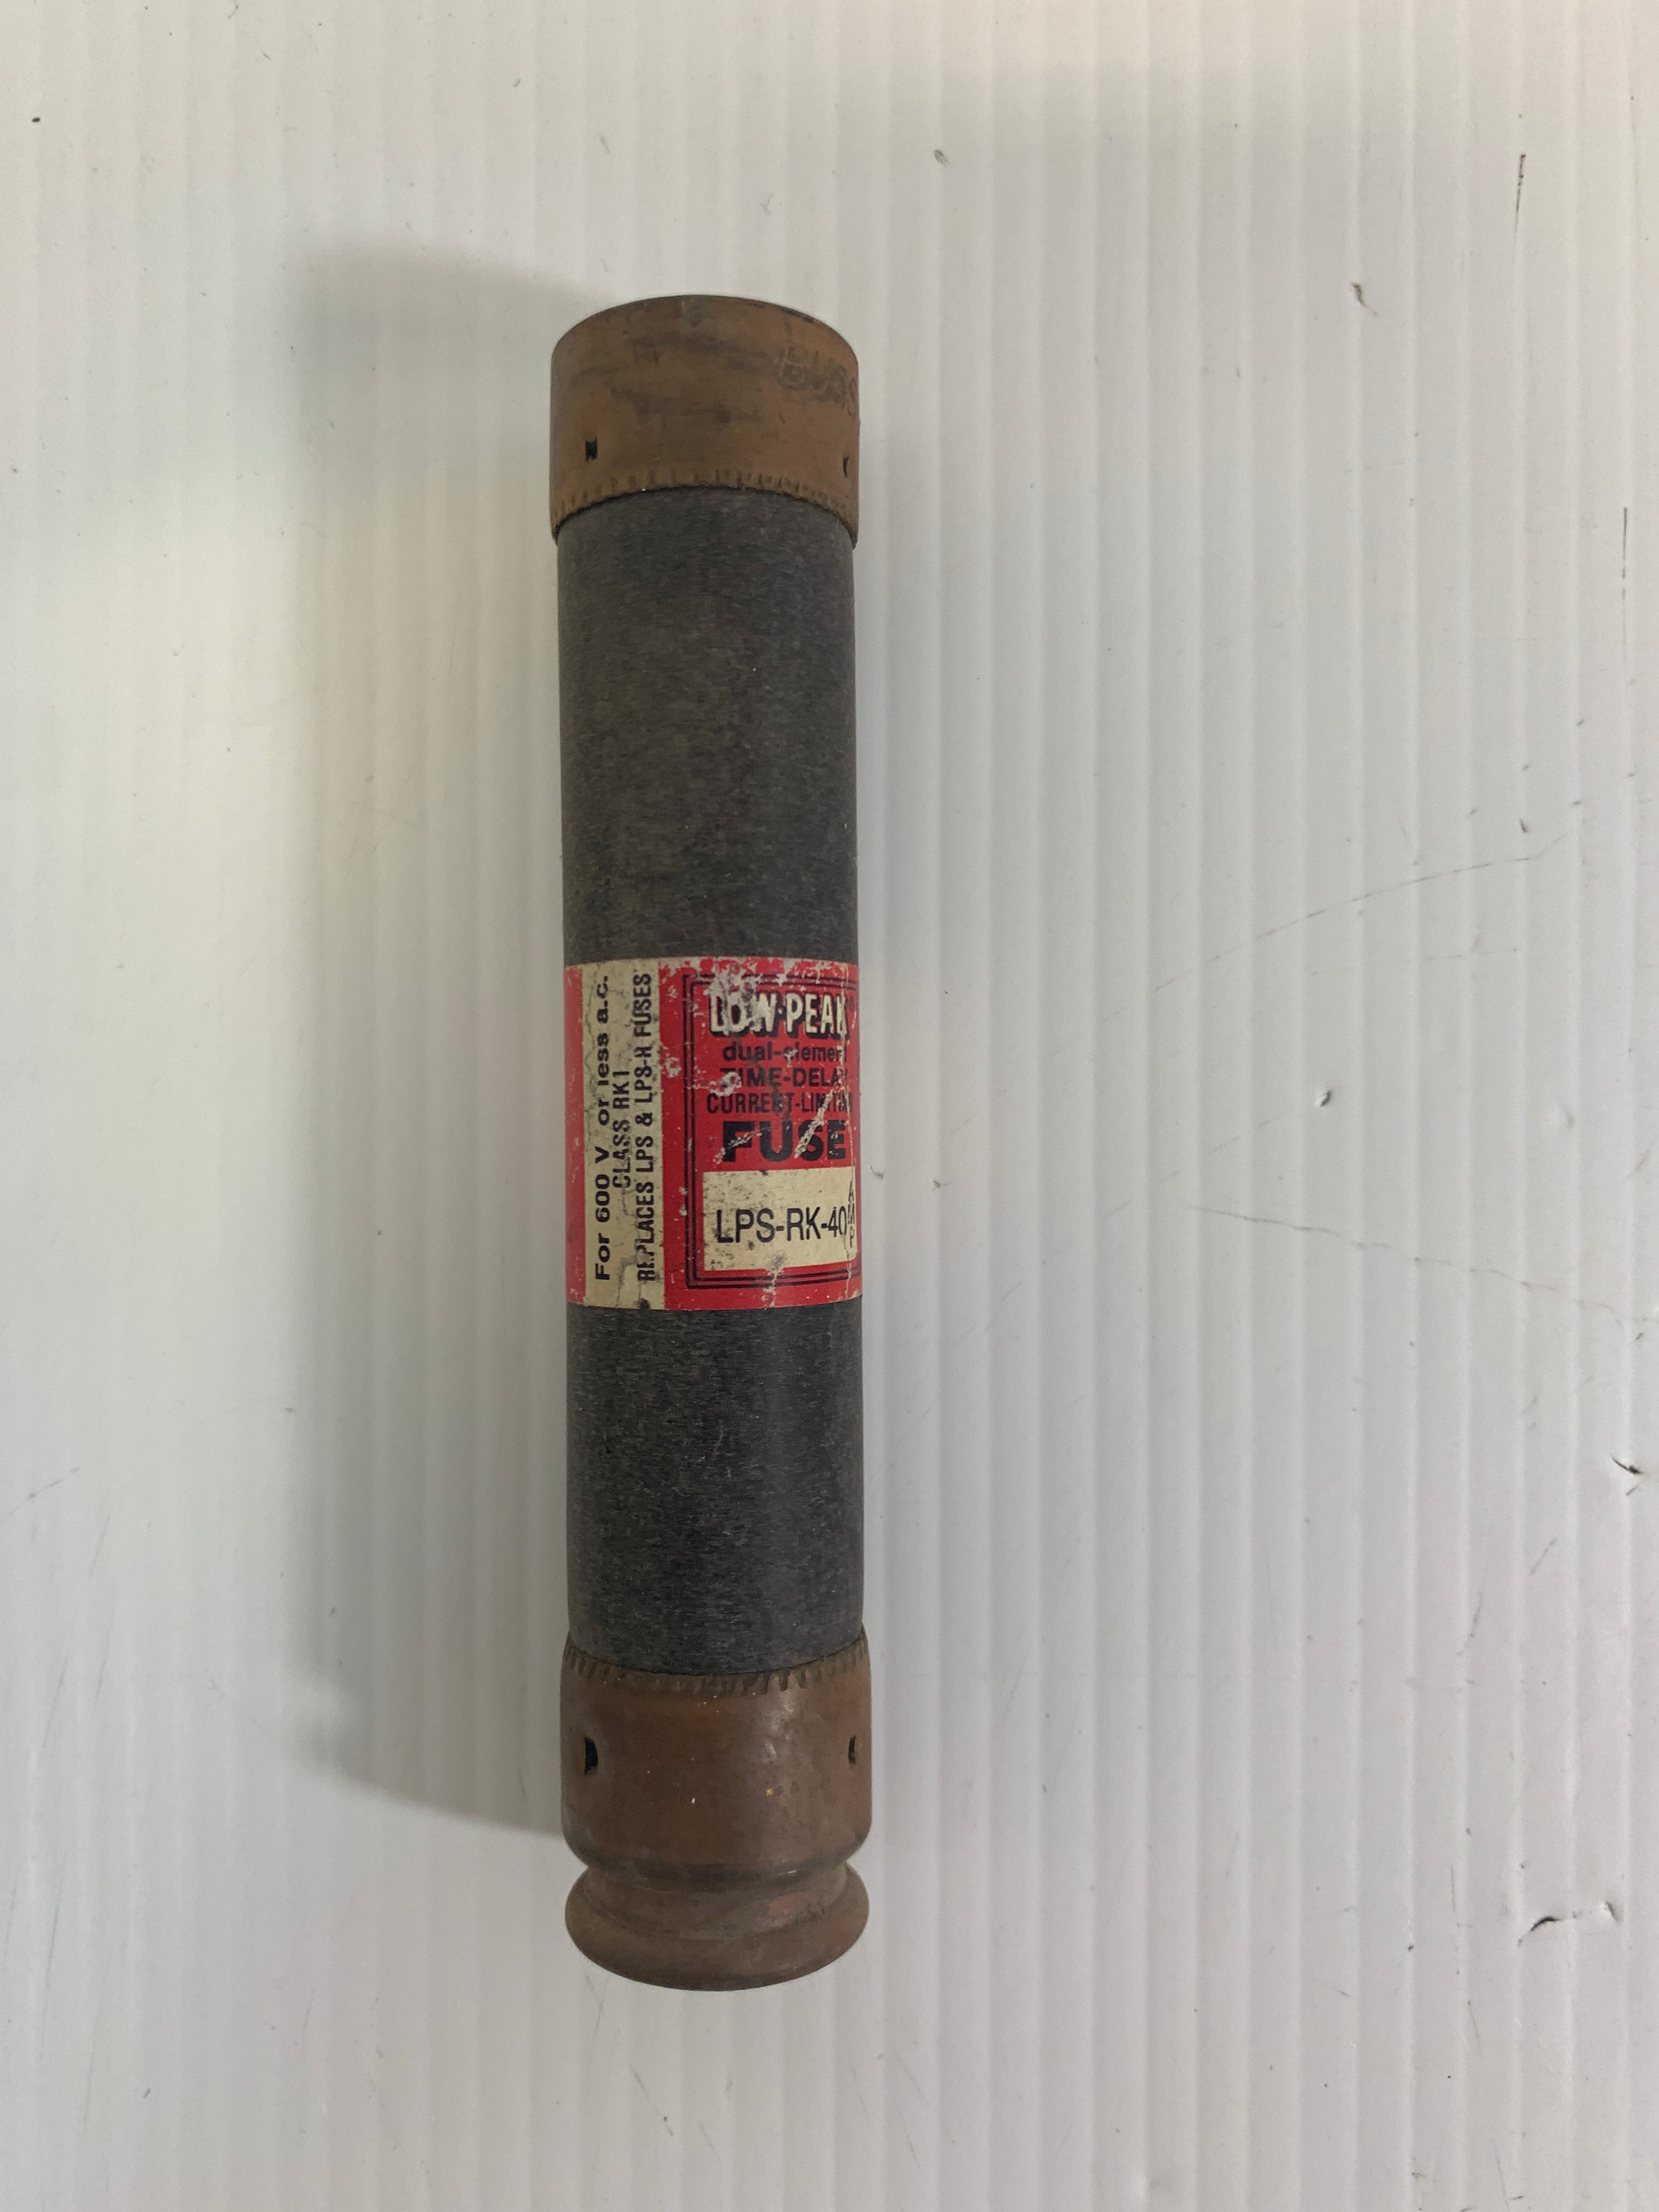 For 600 V. or less a.c.
CLASS RK1
REPLACES LPS & LPS-R FUSES
LOW-PEAK
dual-element
TIME-DELAY
FUSE
LPS-RK-40
AMP